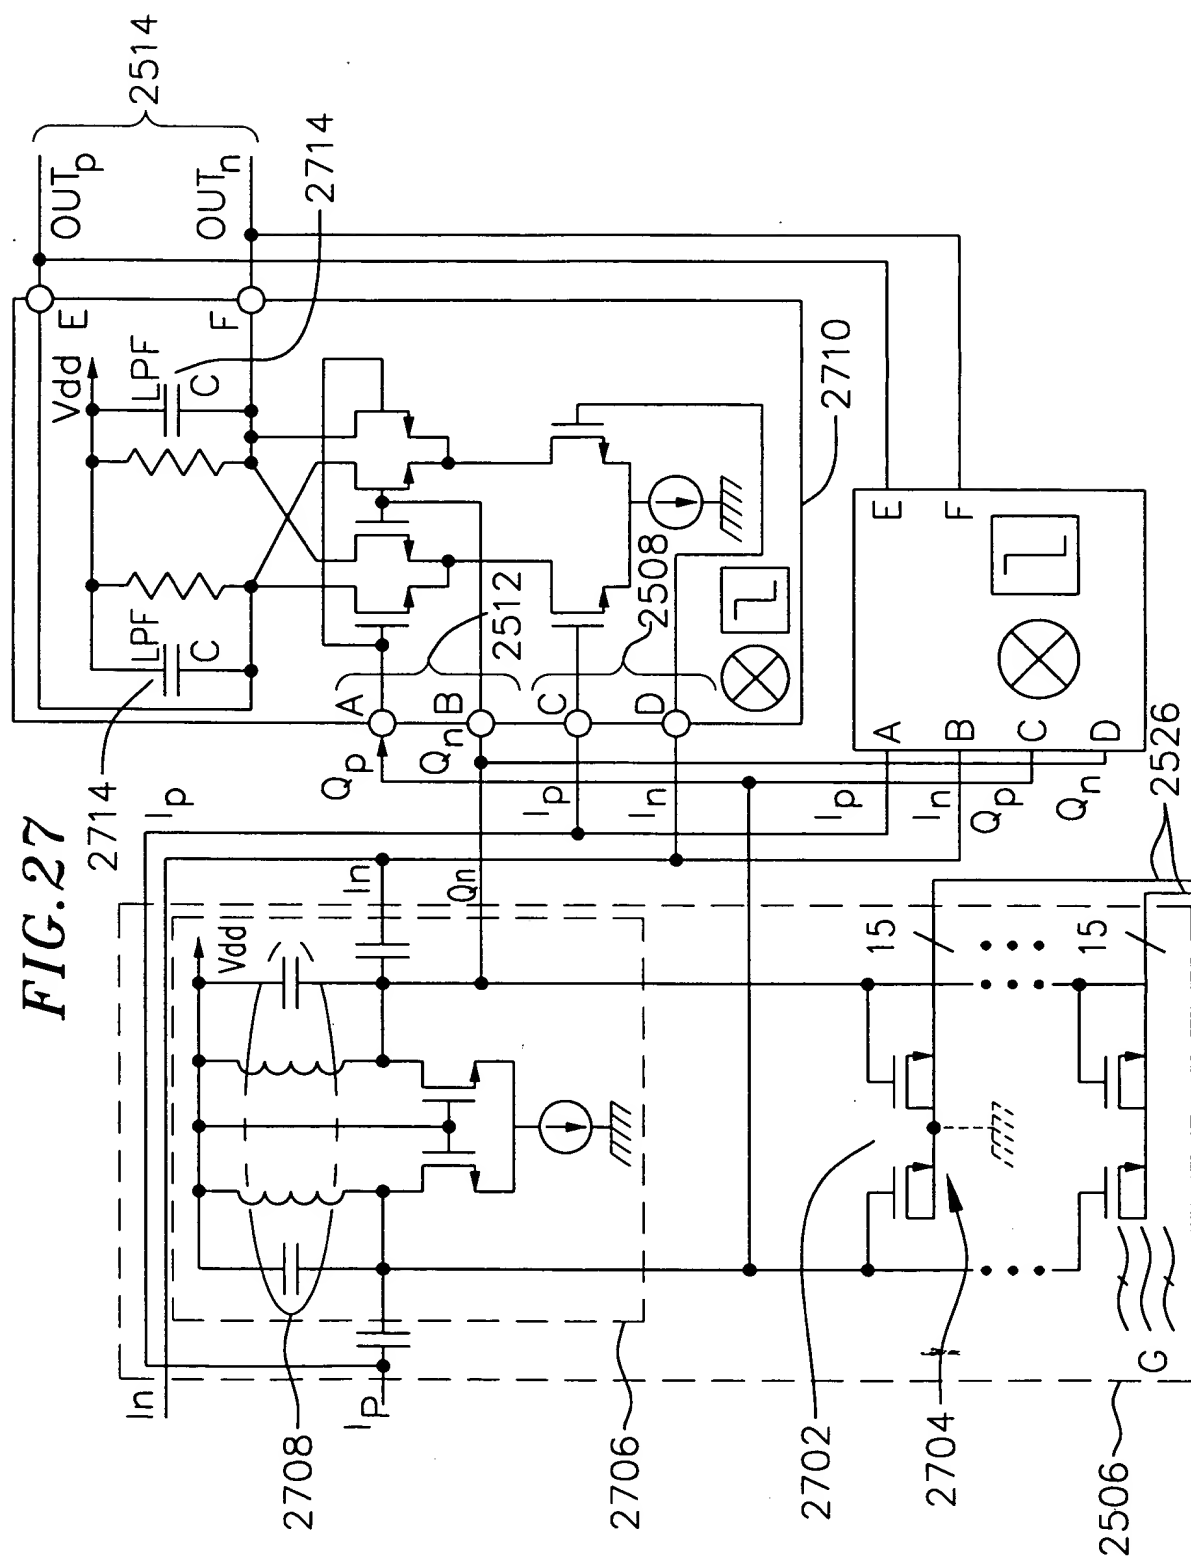 FIG.27
2514
OUTp
OUTn
2714
E
F
Vdd
LPF
C
LPF
C
2714
2710
A
Qp
B
Qn
2512
C
Ip
D
In
2508
Ip
In
Ip
In
Qp
Qn
A
B
C
D
E
F
2526
In
Qn
Vdd
15
15
In
Ip
2708
2706
2702
2704
G
2506